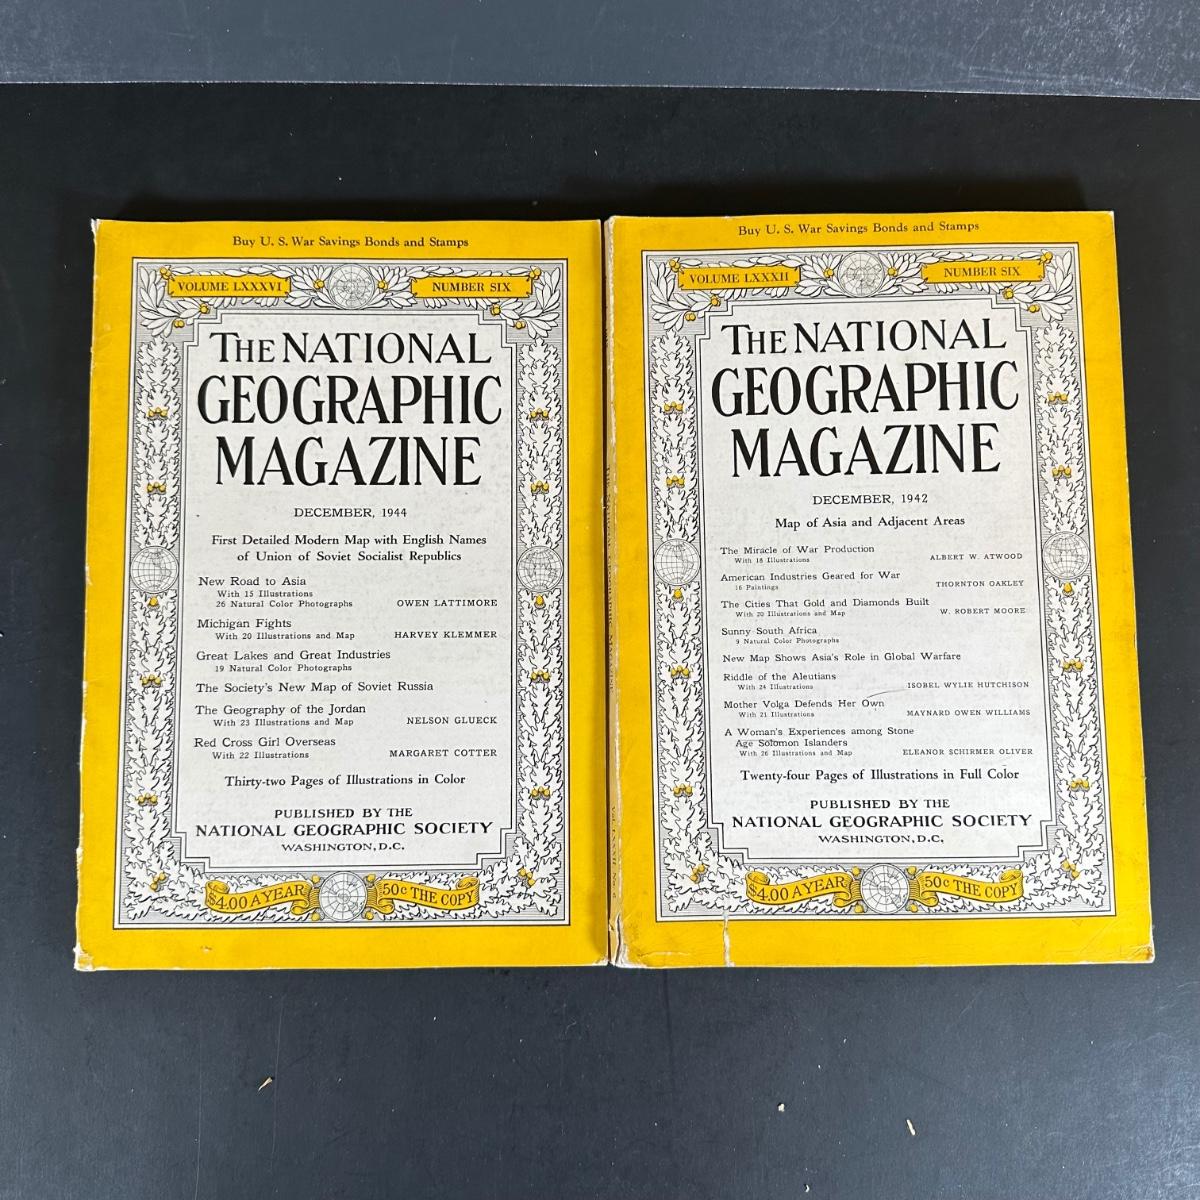 Buy U. S. War Savings Bonds and Stamps
VOLUME LXXXVI
NUMBER SIX
THE NATIONAL
GEOGRAPHIC
MAGAZINE
DECEMBER, 1944
First Detailed Modern Map with English Names
of Union of Soviet Socialist Republics
New Road to Asia
With 15 Illustrations
26 Natural Color Photographs OWEN LATTIMORE
Michigan Fights
With 20 Illustrations and Map HARVEY KLEMMER
Great Lakes and Great Industries
19 Natural Color Photographs
The Society's New Map of Soviet Russia
The Geography of the Jordan
With 23 Illustrations and Map NELSON GLUECK
Red Cross Girl Overseas
With 22 Illustrations MARGARET COTTER
Thirty-two Pages of Illustrations in Color
PUBLISHED BY THE
NATIONAL GEOGRAPHIC SOCIETY
WASHINGTON, D.C.
$4.00 A YEAR
50c THE COPY
Buy U. S. War Savings Bonds and Stamps
VOLUME LXXXII
NUMBER SIX
THE NATIONAL
GEOGRAPHIC
MAGAZINE
DECEMBER, 1942
Map of Asia and Adjacent Areas
The Miracle of War Production
With 18 Illustrations ALBERT W. ATWOOD
American Industries Geared for War
16 Paintings THORNTON OAKLEY
The Cities That Gold and Diamonds Built
With 20 Illustrations and Map W. ROBERT MOORE
Sunny South Africa
9 Natural Color Photographs
New Map Shows Asia's Role in Global Warfare
Riddle of the Aleutians
With 24 Illustrations ISOBEL WYLIE HUTCHISON
Mother Volga Defends Her Own
With 21 Illustrations MAYNARD OWEN WILLIAMS
A Woman's Experiences among Stone
Age Solomon Islanders
With 26 Illustrations and Map ELEANOR SCHIRMER OLIVER
Twenty-four Pages of Illustrations in Full Color
PUBLISHED BY THE
NATIONAL GEOGRAPHIC SOCIETY
WASHINGTON, D.C.
$4.00 A YEAR
50c THE COPY